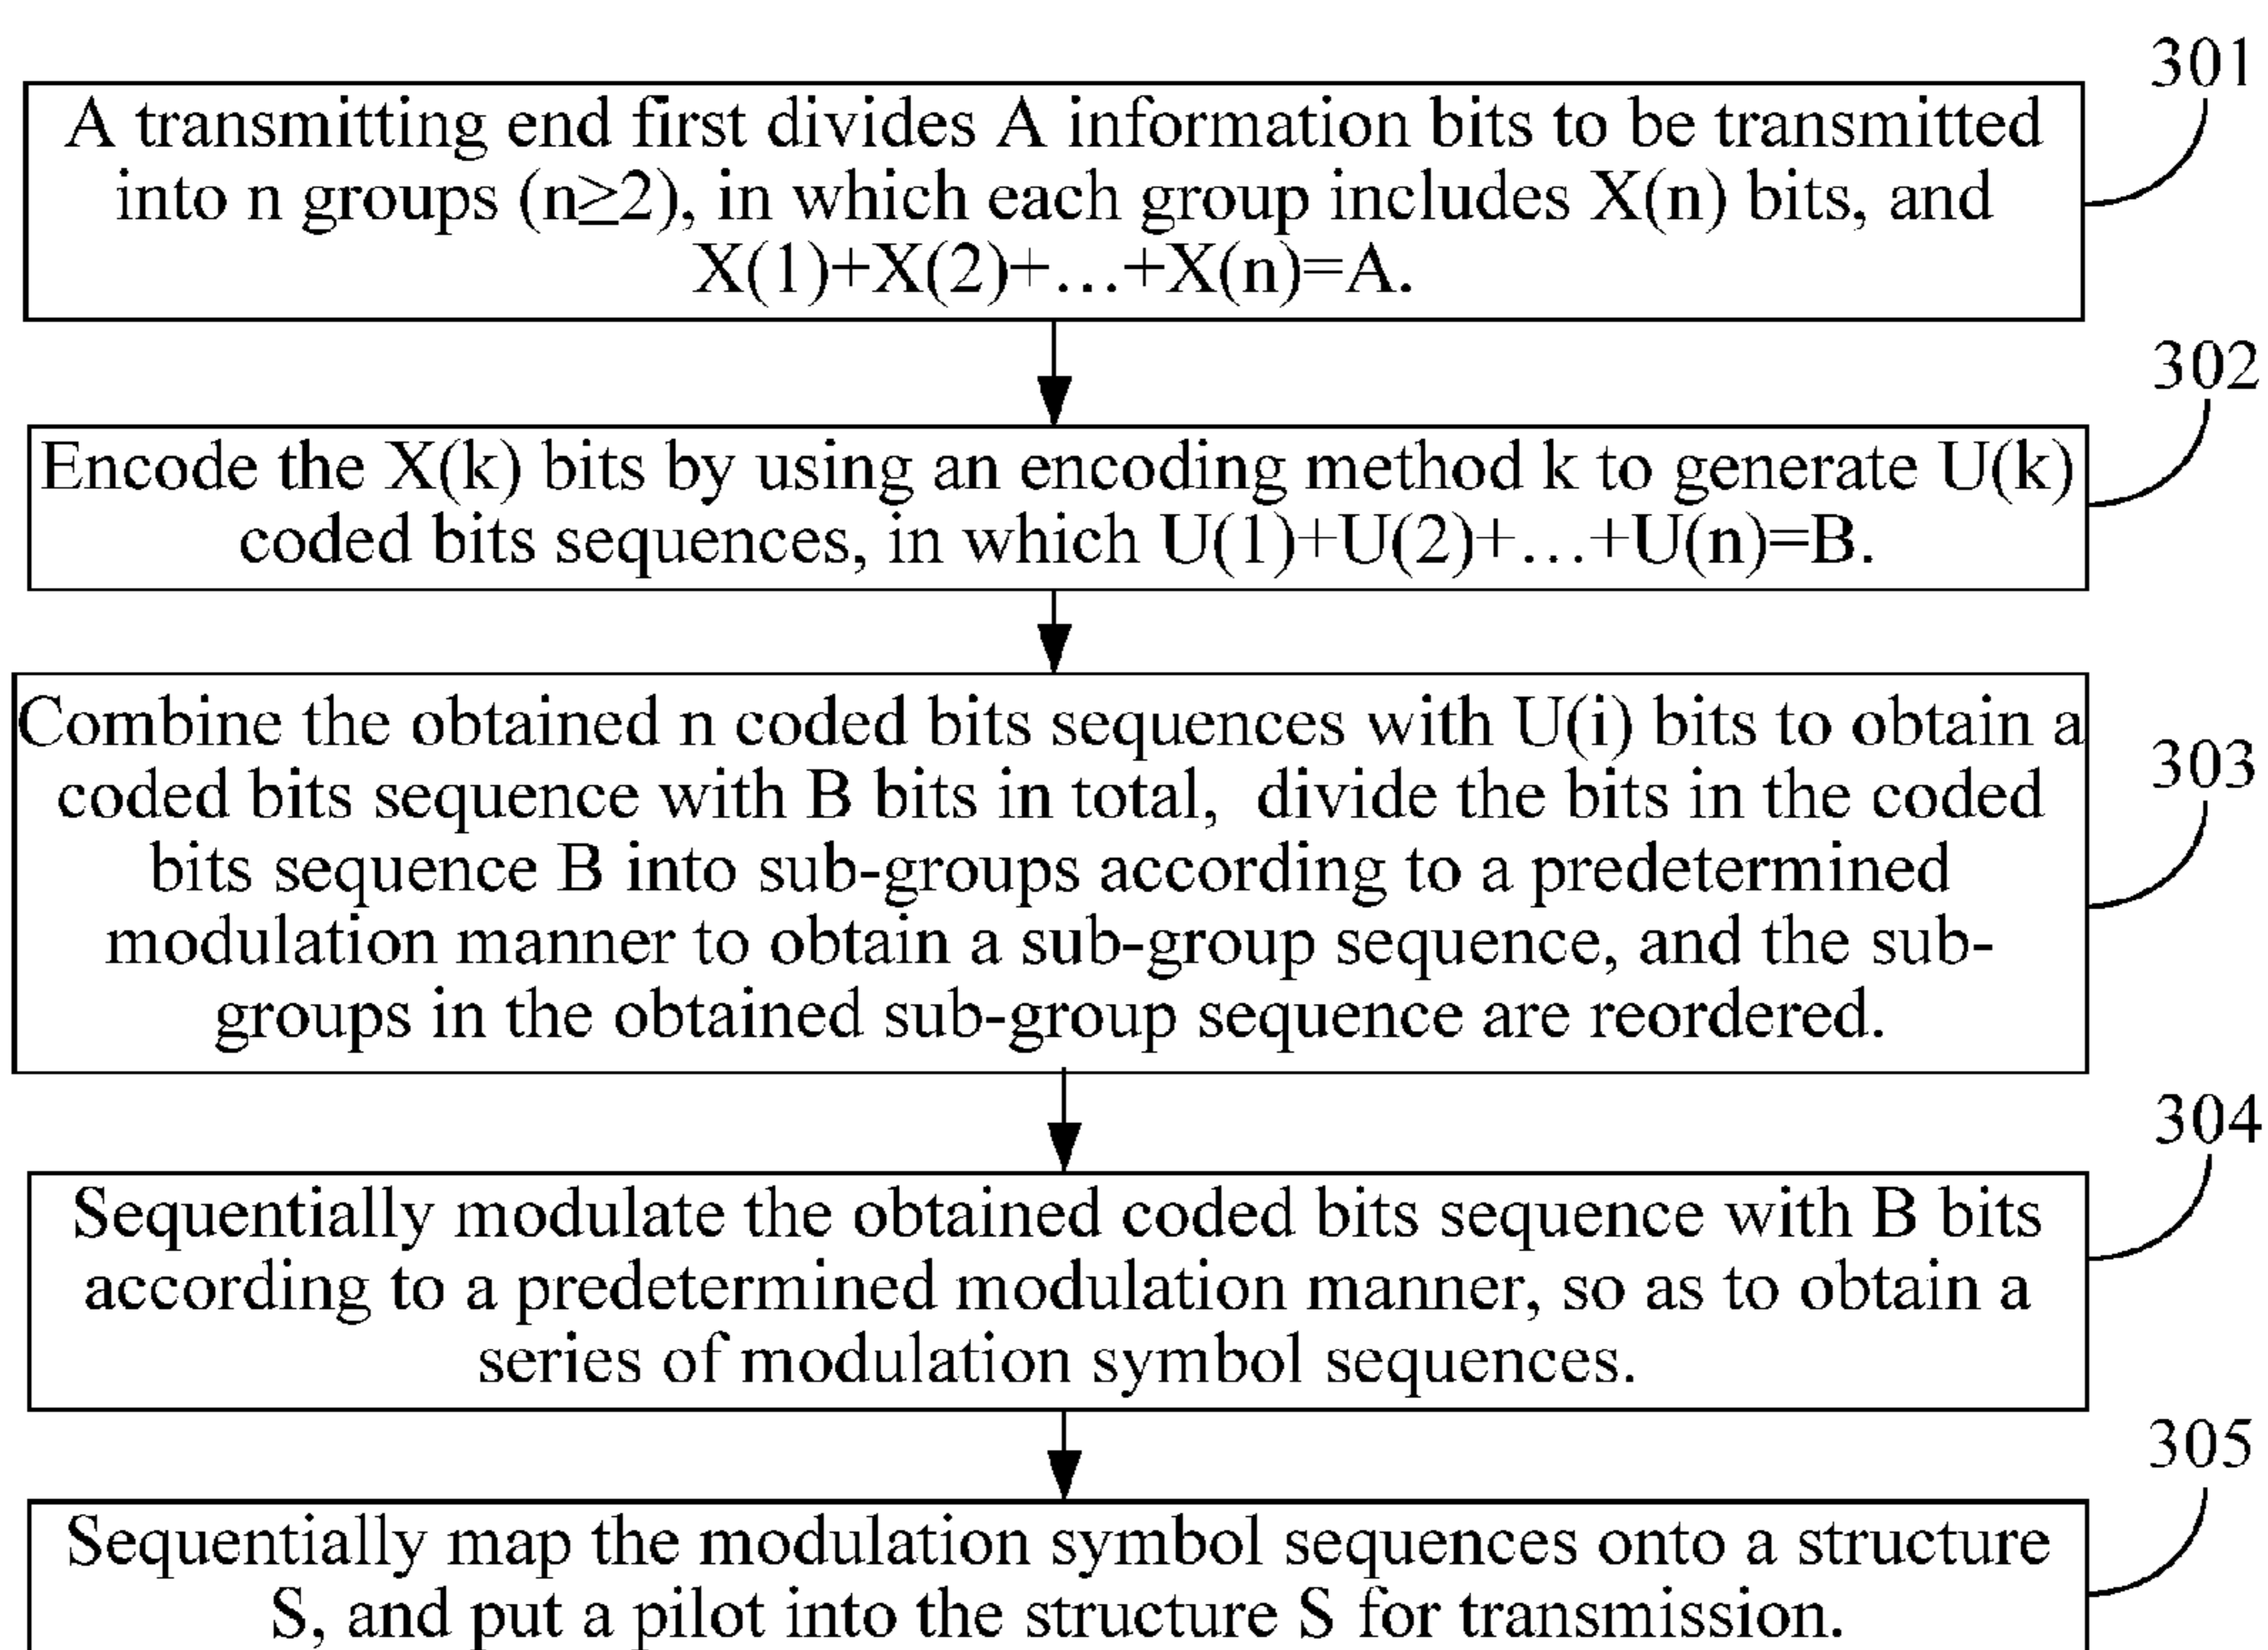 301
A transmitting end first divides A information bits to be transmitted
into n groups (n≥2), in which each group includes X(n) bits, and
X(1)+X(2)+…+X(n)=A.
302
Encode the X(k) bits by using an encoding method k to generate U(k)
coded bits sequences, in which U(1)+U(2)+…+U(n)=B.
303
Combine the obtained n coded bits sequences with U(i) bits to obtain a
coded bits sequence with B bits in total, divide the bits in the coded
bits sequence B into sub-groups according to a predetermined
modulation manner to obtain a sub-group sequence, and the sub-
groups in the obtained sub-group sequence are reordered.
304
Sequentially modulate the obtained coded bits sequence with B bits
according to a predetermined modulation manner, so as to obtain a
series of modulation symbol sequences.
305
Sequentially map the modulation symbol sequences onto a structure
S, and put a pilot into the structure S for transmission.